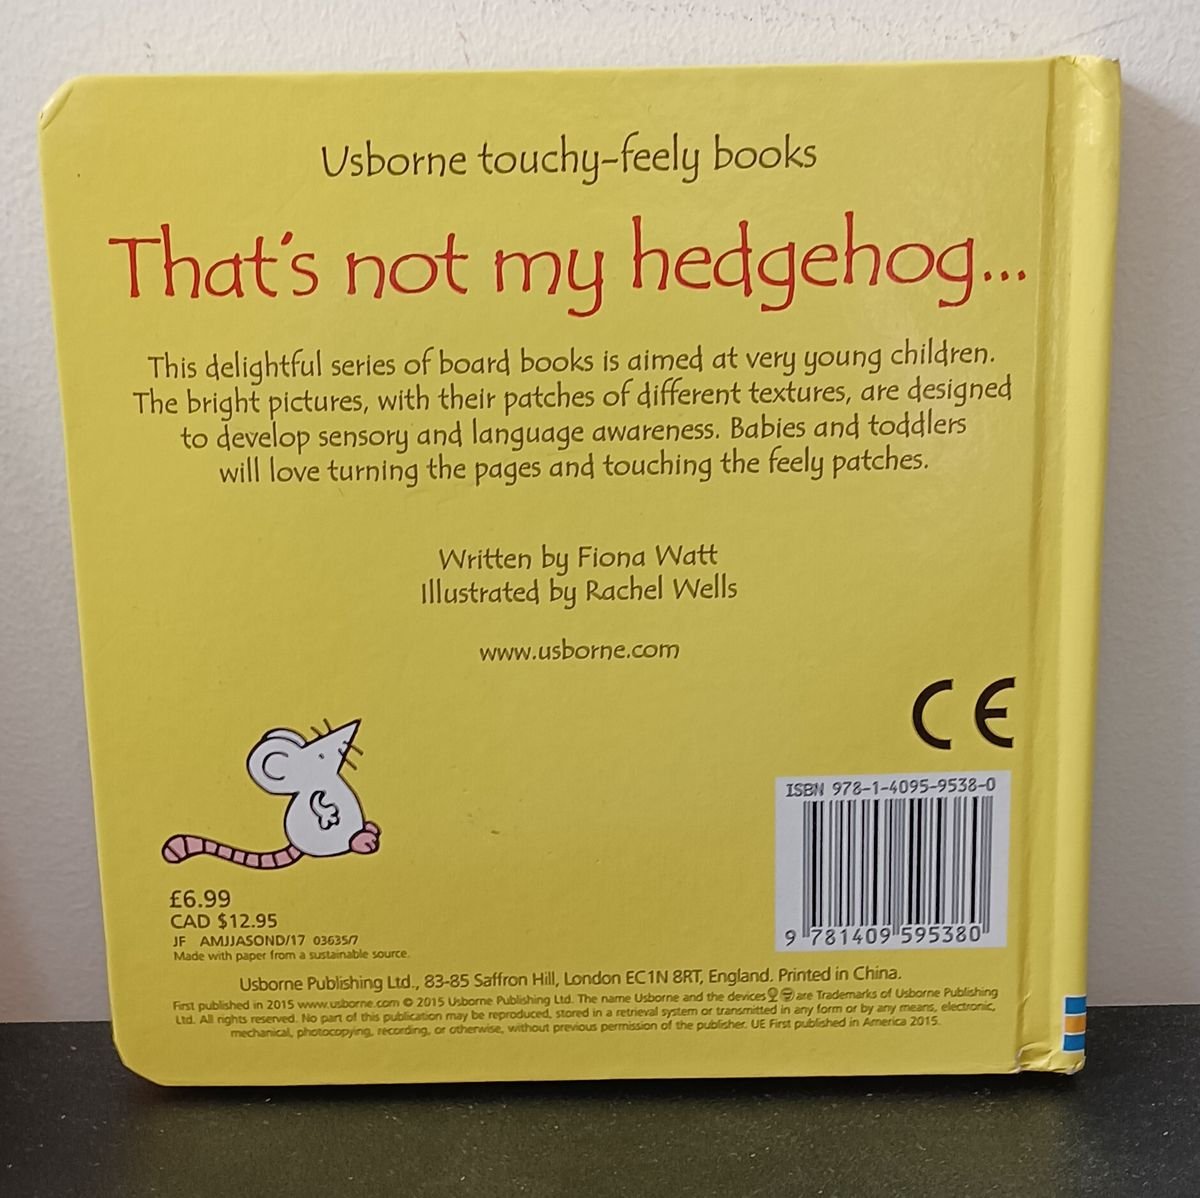 Usborne touchy-feely books
That's not my hedgehog...
This delightful series of board books is aimed at very young children.
The bright pictures, with their patches of different textures, are designed
to develop sensory and language awareness. Babies and toddlers
will love turning the pages and touching the feely patches.
Written by Fiona Watt
Illustrated by Rachel Wells
www.usborne.com
CE
ISBN 978-1-4095-9538-0
9 781409 595380
£6.99
CAD $12.95
JF AMJJASOND/17 03635/7
Made with paper from a sustainable source.
Usborne Publishing Ltd., 83-85 Saffron Hill, London EC1N 8RT, England. Printed in China.
First published in 2015 www.usborne.com © 2015 Usborne Publishing Ltd. The name Usborne and the devices are Trademarks of Usborne Publishing
Ltd. All rights reserved. No part of this publication may be reproduced, stored in a retrieval system or transmitted in any form or by any means, electronic,
mechanical, photocopying, recording, or otherwise, without previous permission of the publisher. UE First published in America 2015.